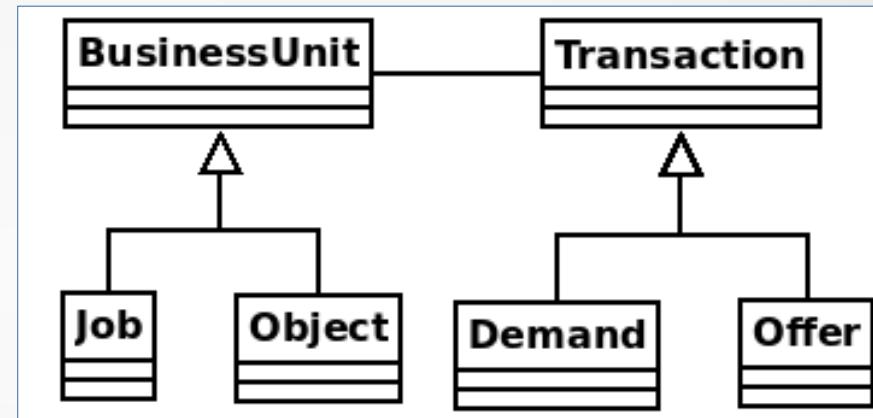 BusinessUnit
Transaction
Job
Object
Demand
Offer